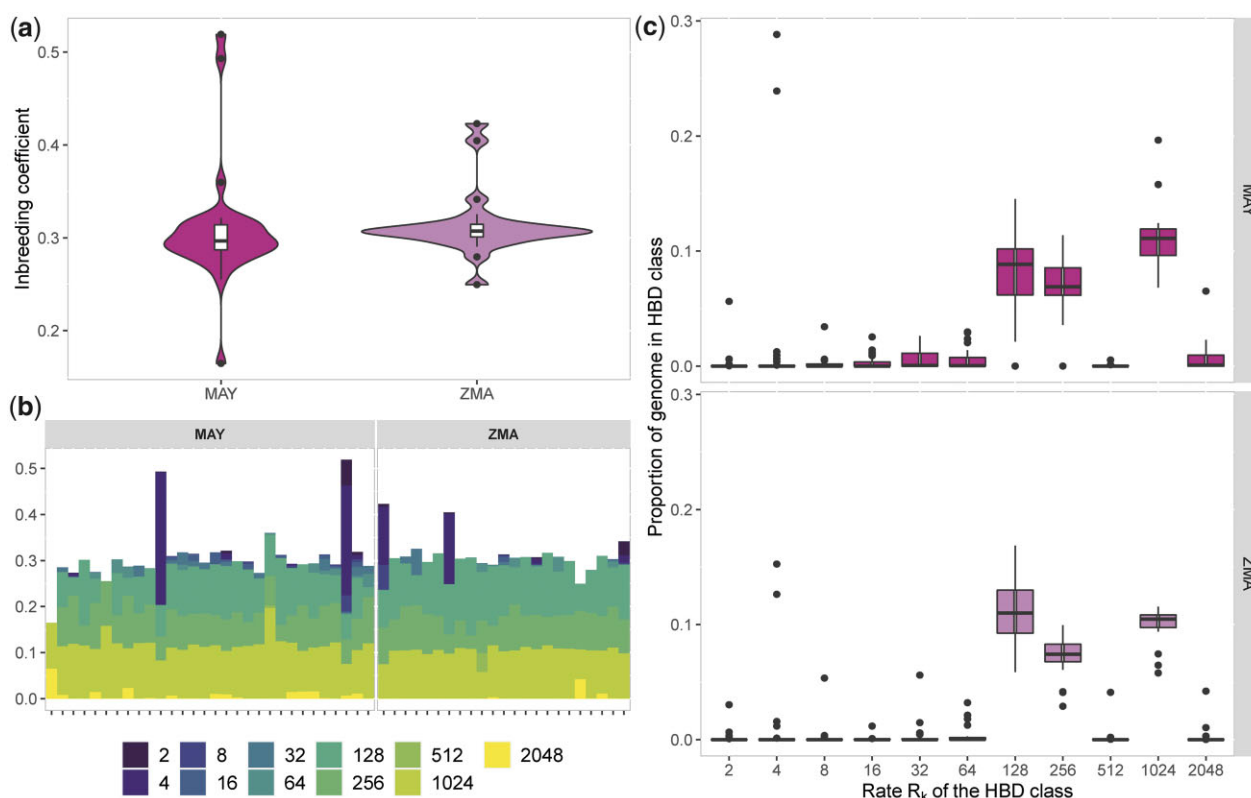 (a)
Inbreeding coefficient
0.5
0.4
0.3
0.2
MAY ZMA
(b)
MAY ZMA
0.5
0.4
0.3
0.2
0.1
0.0
2 8 32 128 512 2048
4 16 64 256 1024
(c)
Proportion of genome in HBD class
0.3
0.2
0.1
0.0
MAY
0.3
0.2
0.1
0.0
ZMA
2 4 8 16 32 64 128 256 512 1024 2048
Rate Rk of the HBD class